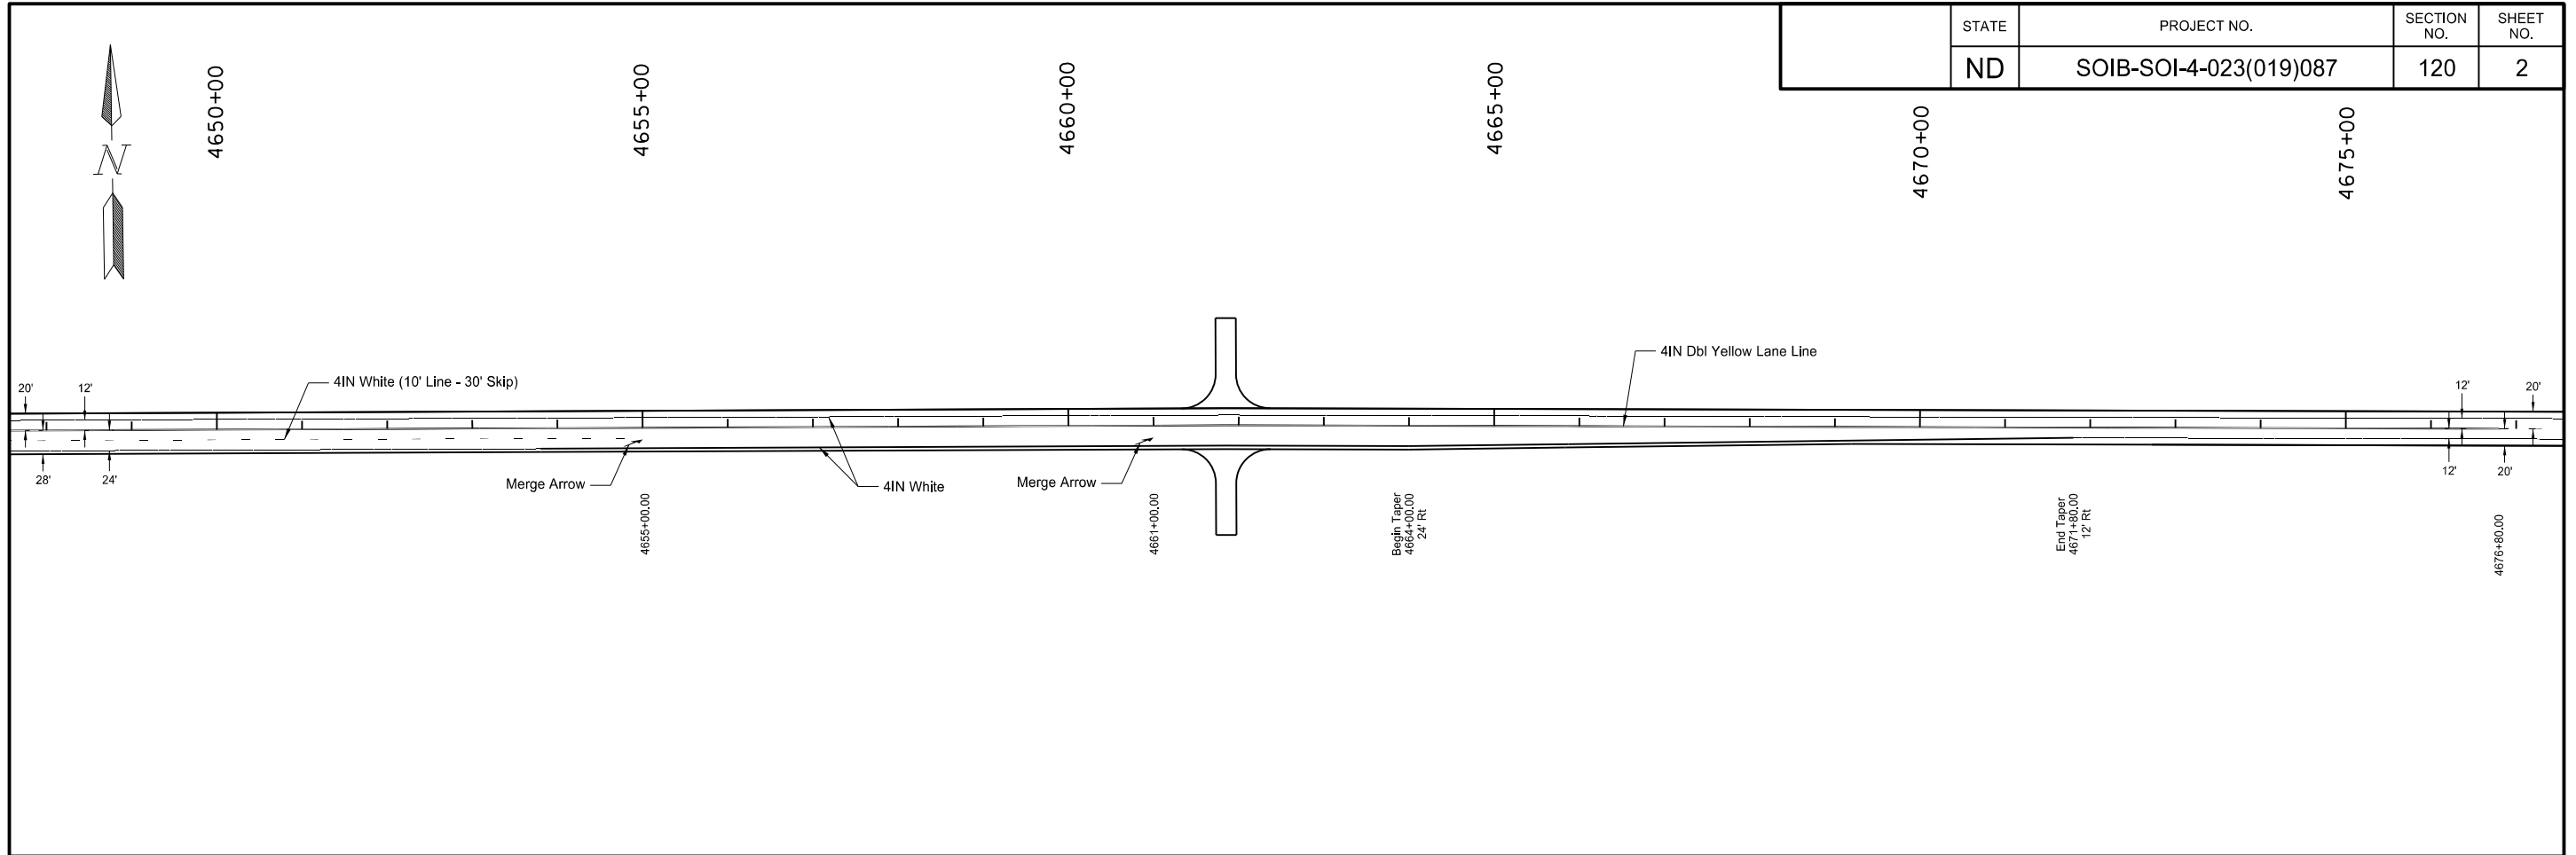 STATE
PROJECT NO.
SECTION
NO.
SHEET
NO.
ND
SOIB-SOI-4-023(019)087
120
2
N
4650+00
4655+00
4660+00
4665+00
4670+00
4675+00
4IN White (10' Line - 30' Skip)
4IN Dbl Yellow Lane Line
20'
12'
12'
20'
28'
24'
12'
20'
Merge Arrow
4IN White
Merge Arrow
4655+00.00
4661+00.00
Begin Taper
4664+00.00
24' Rt
End Taper
4671+80.00
12' Rt
4676+80.00